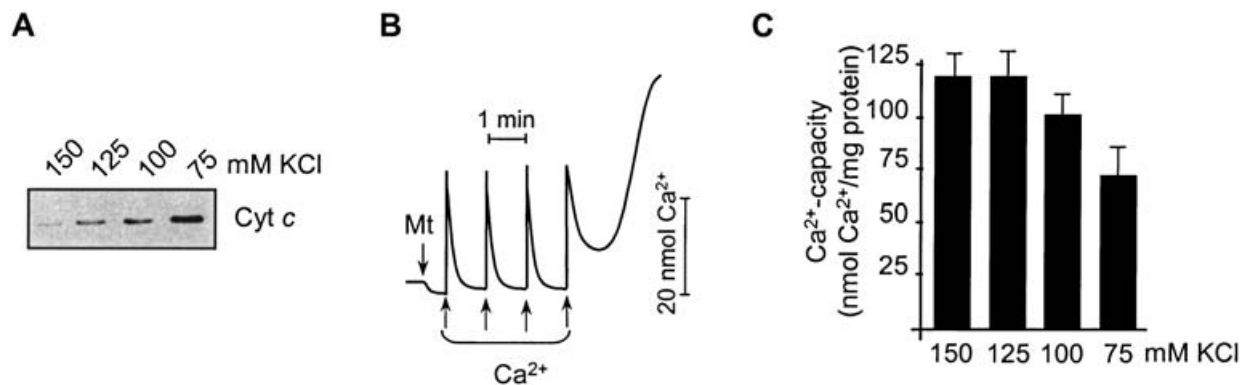 A
150 125 100 75 mM KCl
Cyt c
B
1 min
Mt
20 nmol Ca²⁺
Ca²⁺
C
Ca²⁺-capacity
(nmol Ca²⁺/mg protein)
125
100
75
50
25
150 125 100 75 mM KCl